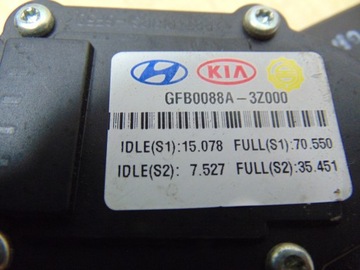 KIA
GFB0088A-3Z000
IDLE(S1):15.078 FULL(S1):70.550
IDLE(S2): 7.527 FULL(S2):35.451